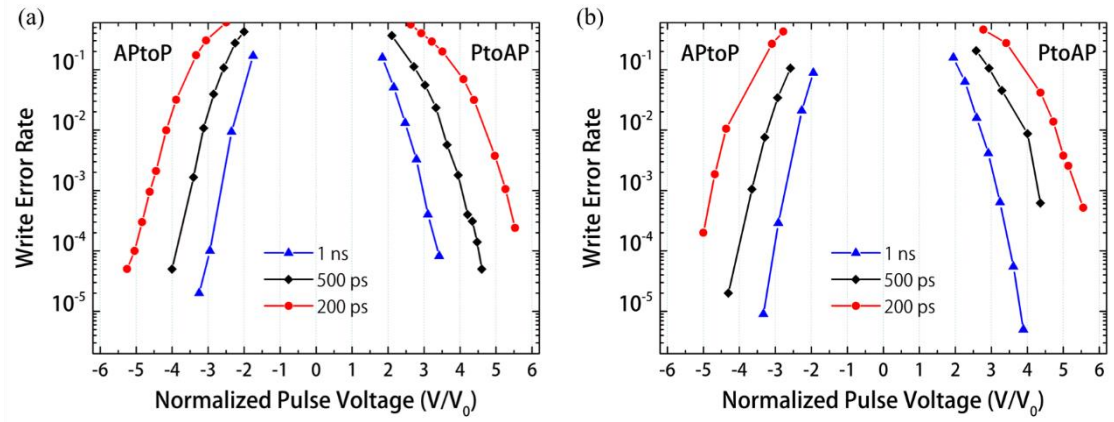 (a)
APtoP
PtoAP
Write Error Rate
10^-1
10^-2
10^-3
10^-4
10^-5
1 ns
500 ps
200 ps
-6 -5 -4 -3 -2 -1 0 1 2 3 4 5 6
Normalized Pulse Voltage (V/V_0)
(b)
APtoP
PtoAP
Write Error Rate
10^-1
10^-2
10^-3
10^-4
10^-5
1 ns
500 ps
200 ps
-6 -5 -4 -3 -2 -1 0 1 2 3 4 5 6
Normalized Pulse Voltage (V/V_0)